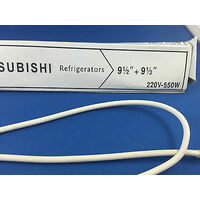 SUBISHI Refrigerators 9½" + 9½"
220V-550W